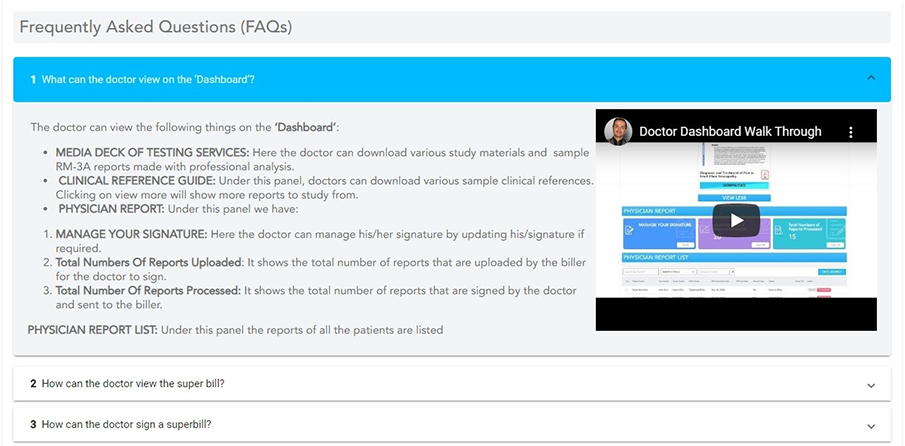 Frequently Asked Questions (FAQs)
1 What can the doctor view on the 'Dashboard'?
The doctor can view the following things on the 'Dashboard':
• MEDIA DECK OF TESTING SERVICES: Here the doctor can download various study materials and sample
RM-3A reports made with professional analysis.
• CLINICAL REFERENCE GUIDE: Under this panel, doctors can download various sample clinical references.
Clicking on view more will show more reports to study from.
• PHYSICIAN REPORT: Under this panel we have:
1. MANAGE YOUR SIGNATURE: Here the doctor can manage his/her signature by updating his/signature if
required.
2. Total Numbers Of Reports Uploaded: It shows the total number of reports that are uploaded by the biller
for the doctor to sign.
3. Total Number Of Reports Processed: It shows the total number of reports that are signed by the doctor
and sent to the biller.
PHYSICIAN REPORT LIST: Under this panel the reports of all the patients are listed
Doctor Dashboard Walk Through
Diagnosis and Treatment of Pain in
Small Fiber Neuropathy
DOWNLOAD
VIEW LESS
PHYSICIAN REPORT
MANAGE YOUR SIGNATURE
Total Numbers of
Reports Processed
15
PHYSICIAN REPORT LIST
2 How can the doctor view the super bill?
3 How can the doctor sign a superbill?